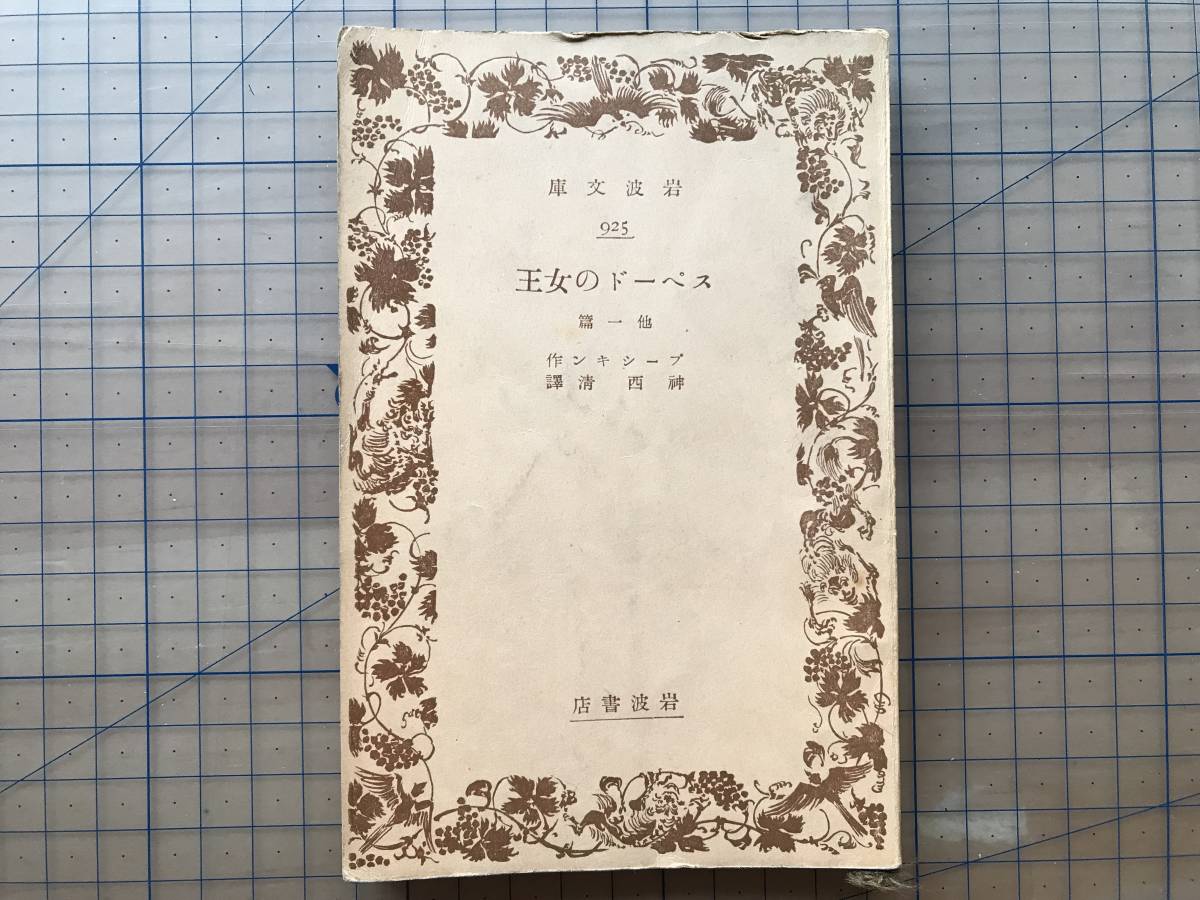 岩波文庫
925
スペードの女王
他一篇
プーシキン作
神西清譯
岩波書店